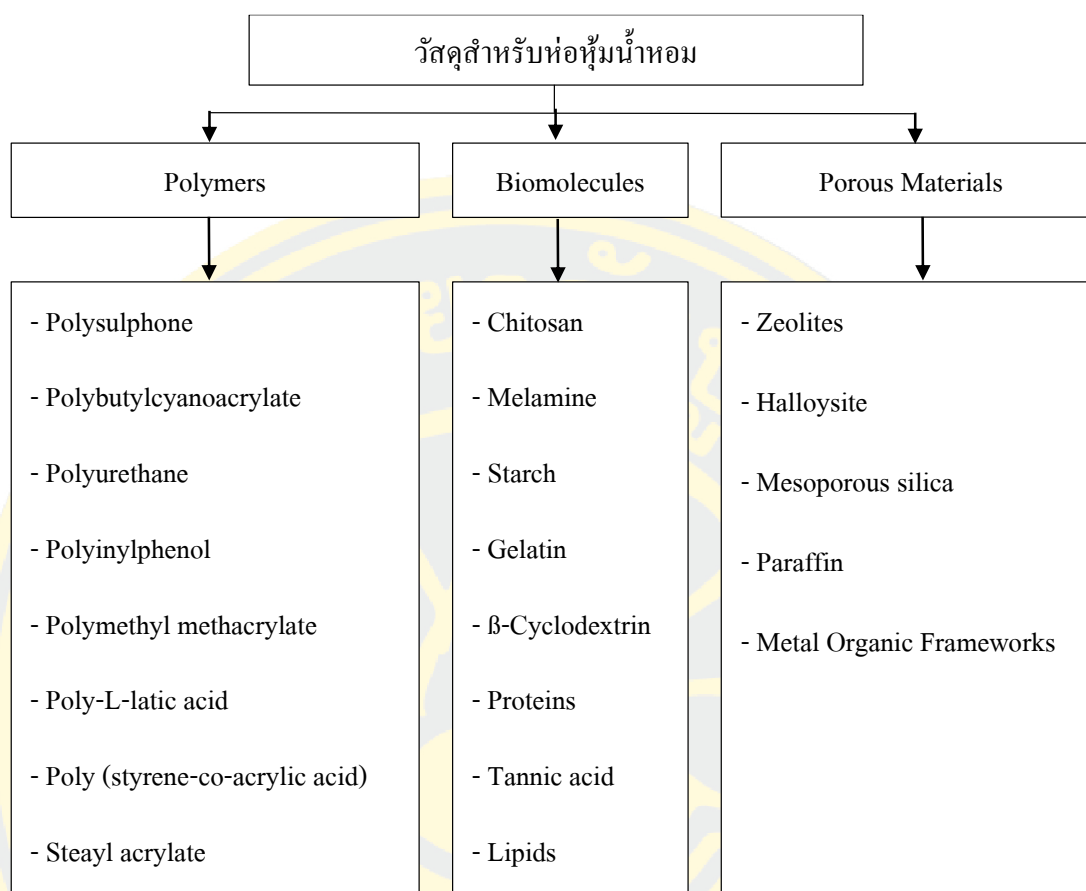 วัสดุสำหรับห่อหุ้มน้ำหอม
Polymers
Biomolecules
Porous Materials
- Polysulphone
- Polybutylcyanoacrylate
- Polyurethane
- Polyinylphenol
- Polymethyl methacrylate
- Poly-L-latic acid
- Poly (styrene-co-acrylic acid)
- Steayl acrylate
- Chitosan
- Melamine
- Starch
- Gelatin
- ß-Cyclodextrin
- Proteins
- Tannic acid
- Lipids
- Zeolites
- Halloysite
- Mesoporous silica
- Paraffin
- Metal Organic Frameworks